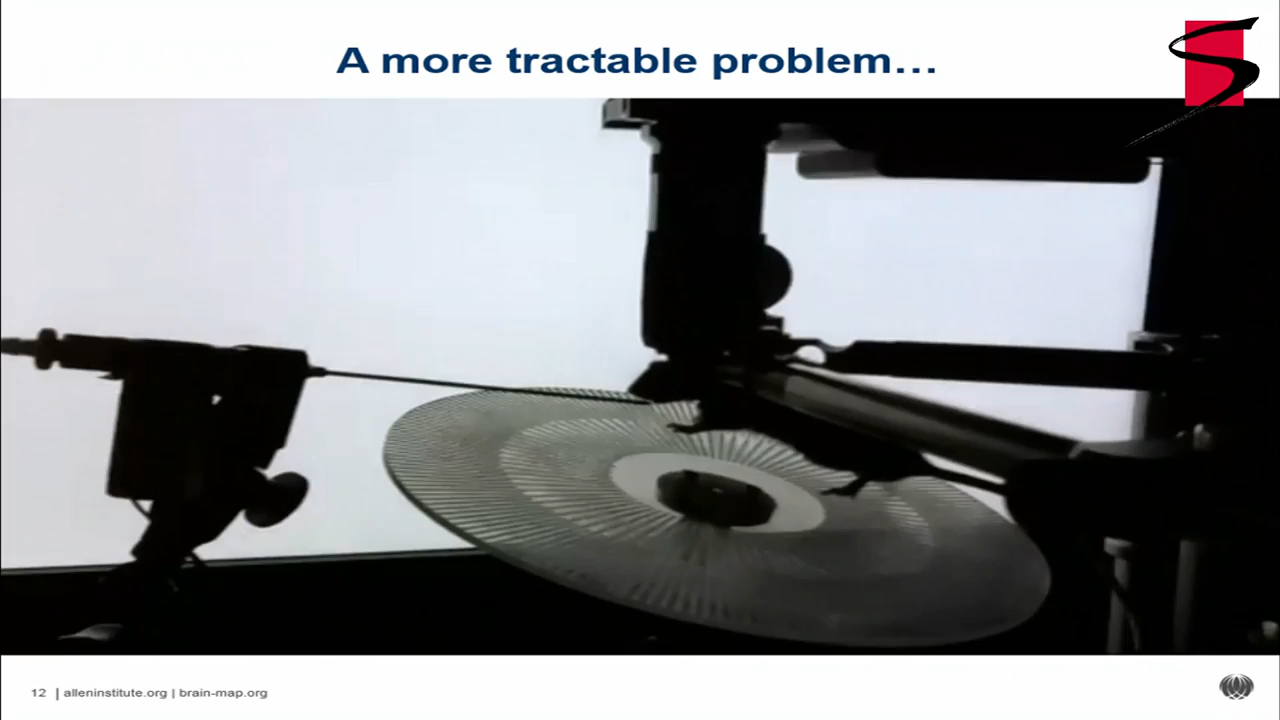 A more tractable problem…
12 | alleninstitute.org | brain-map.org